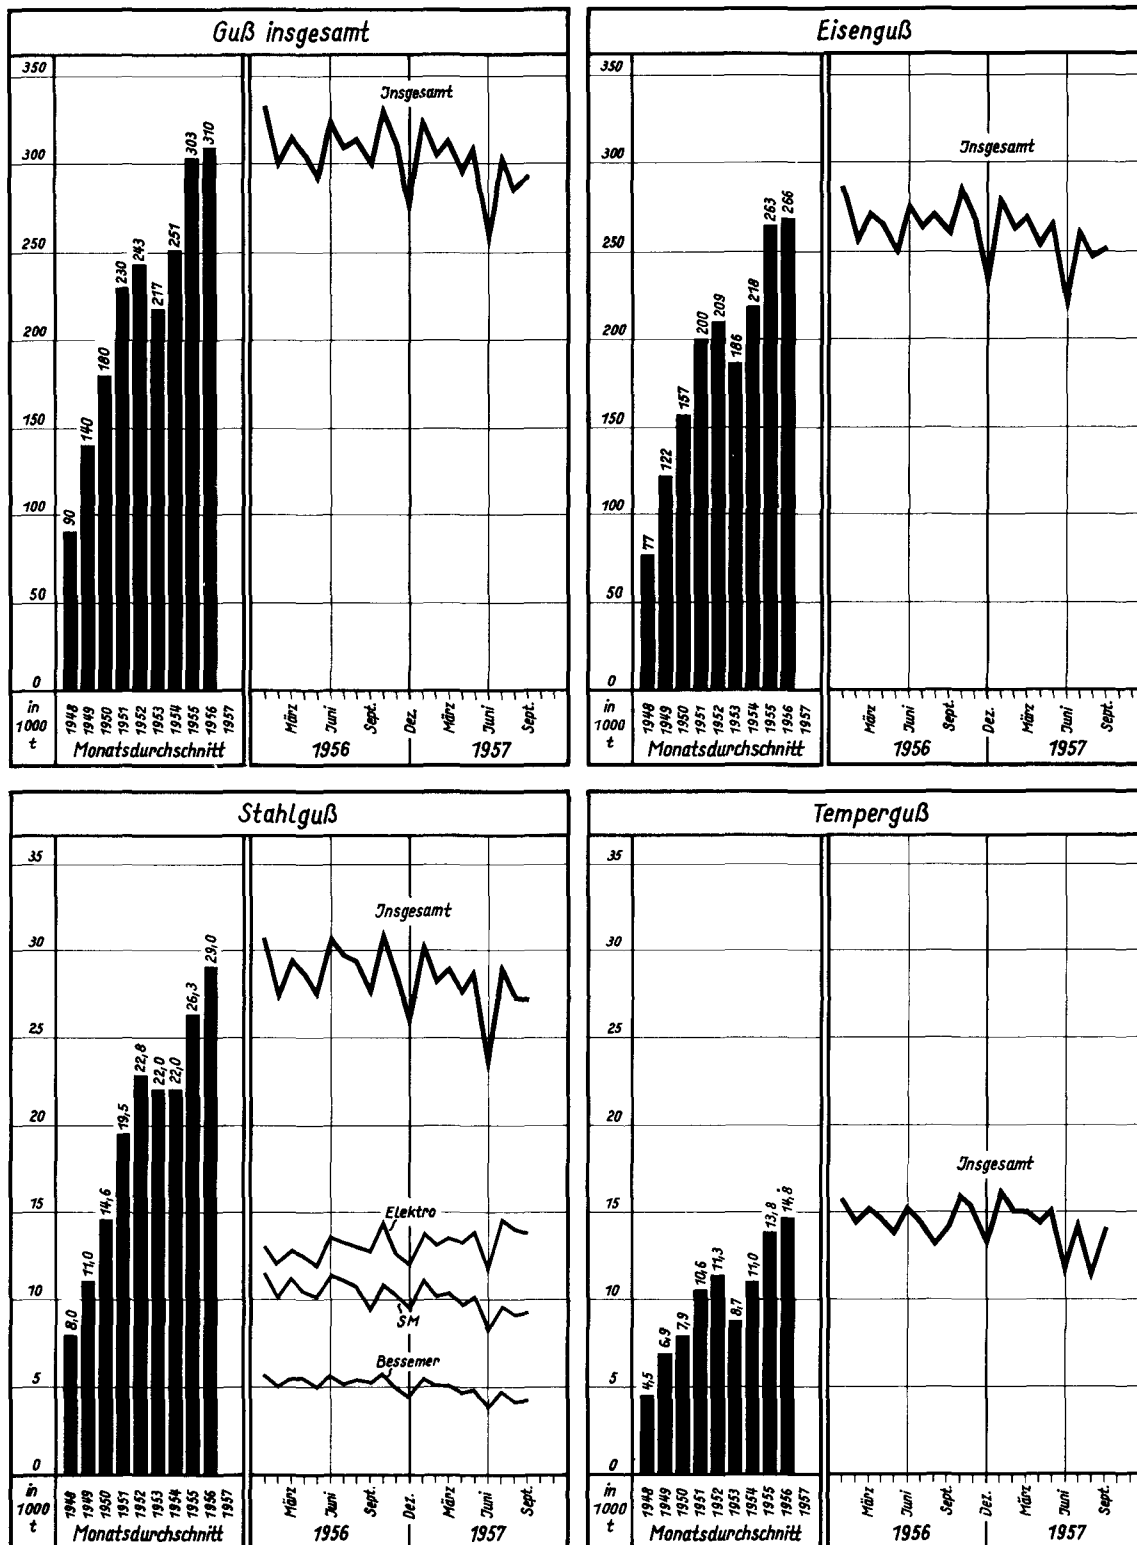 Guß insgesamt
350
300
250
200
150
100
50
0
in
1000
t
90
140
180
230
243
217
251
303
310
1948
1949
1950
1951
1952
1953
1954
1955
1956
1957
Monatsdurchschnitt
Insgesamt
März
Juni
Sept.
Dez.
März
Juni
Sept.
1956
1957
Eisenguß
350
300
250
200
150
100
50
0
in
1000
t
77
122
157
200
209
186
218
263
266
1948
1949
1950
1951
1952
1953
1954
1955
1956
1957
Monatsdurchschnitt
Insgesamt
März
Juni
Sept.
Dez.
März
Juni
Sept.
1956
1957
Stahlguß
35
30
25
20
15
10
5
0
in
1000
t
8,0
11,0
14,6
19,5
22,8
22,0
22,0
26,3
29,0
1948
1949
1950
1951
1952
1953
1954
1955
1956
1957
Monatsdurchschnitt
Insgesamt
Elektro
SM
Bessemer
März
Juni
Sept.
Dez.
März
Juni
Sept.
1956
1957
Temperguß
35
30
25
20
15
10
5
0
in
1000
t
4,5
6,9
7,9
10,6
11,3
8,7
11,0
13,8
14,8
1948
1949
1950
1951
1952
1953
1954
1955
1956
1957
Monatsdurchschnitt
Insgesamt
März
Juni
Sept.
Dez.
März
Juni
Sept.
1956
1957